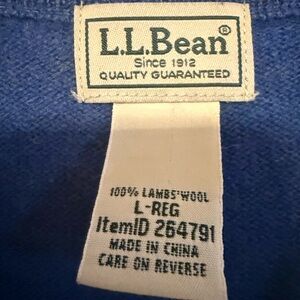 L.L.Bean®
Since 1912
QUALITY GUARANTEED
100% LAMBS'WOOL
L-REG
ItemID 264791
MADE IN CHINA
CARE ON REVERSE